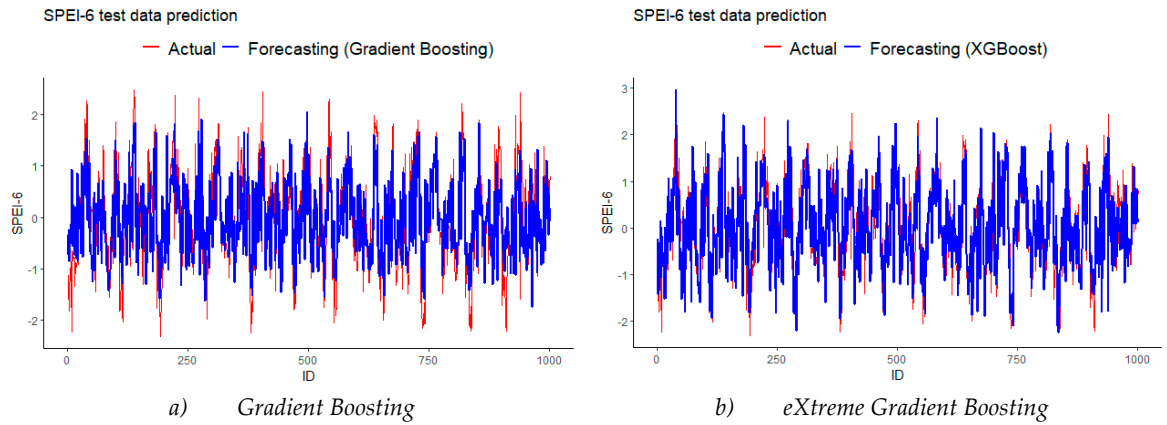 SPEI-6 test data prediction
Actual Forecasting (Gradient Boosting)
SPEI-6
2
1
0
-1
-2
0 250 500 750 1000
ID
a) Gradient Boosting
SPEI-6 test data prediction
Actual Forecasting (XGBoost)
SPEI-6
3
2
1
0
-1
-2
0 250 500 750 1000
ID
b) eXtreme Gradient Boosting